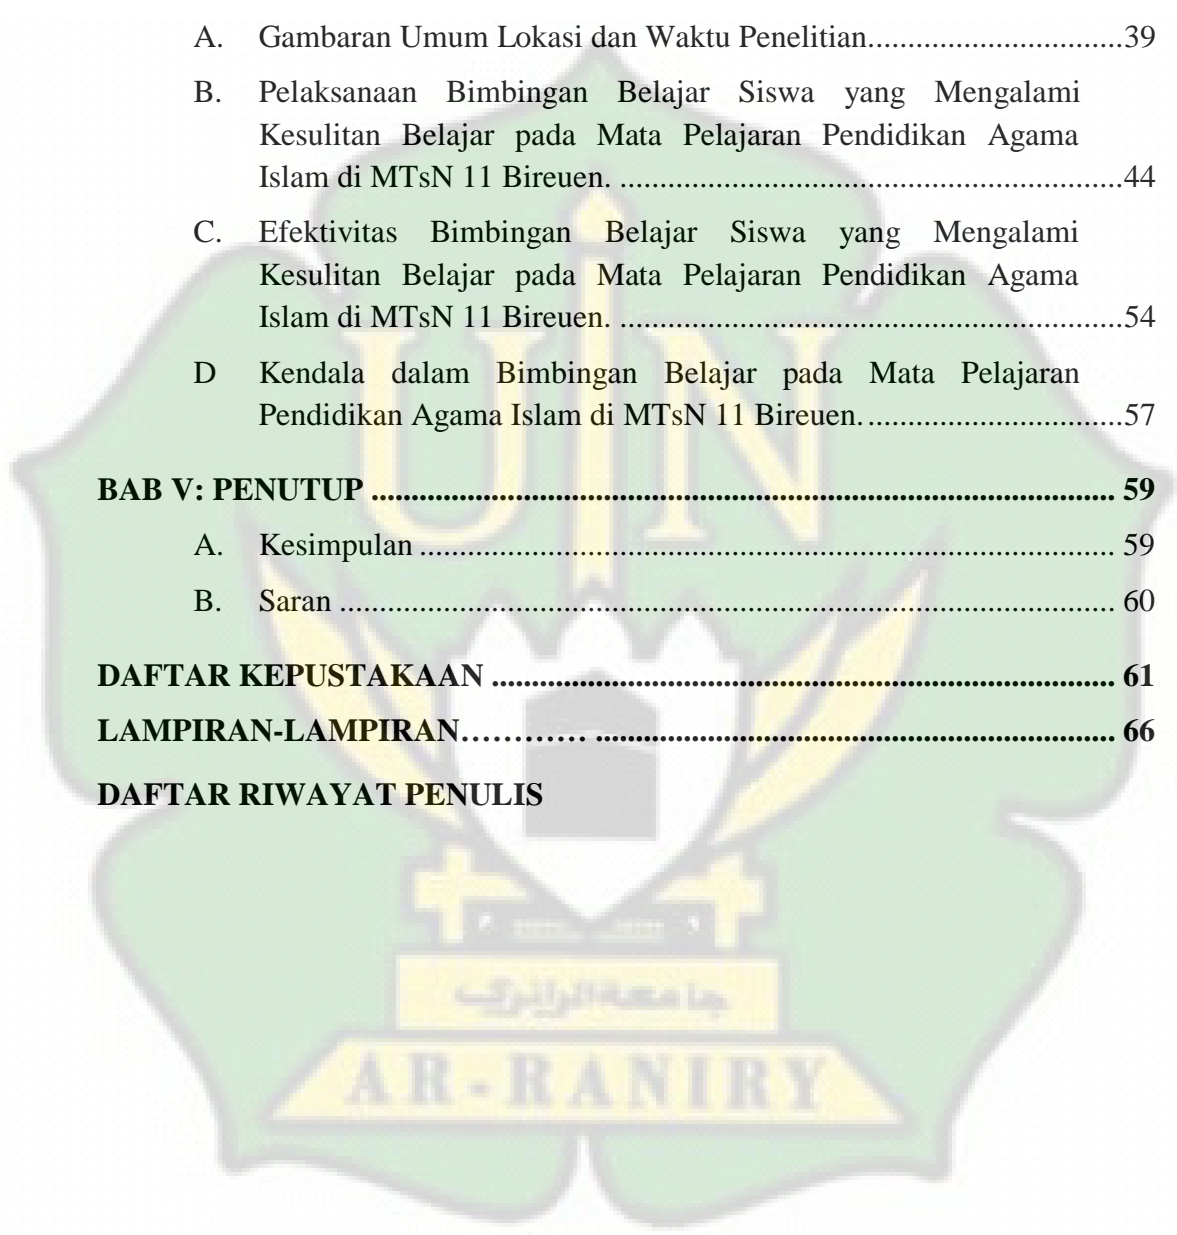 A. Gambaran Umum Lokasi dan Waktu Penelitian...............................39
B. Pelaksanaan Bimbingan Belajar Siswa yang Mengalami
Kesulitan Belajar pada Mata Pelajaran Pendidikan Agama
Islam di MTsN 11 Bireuen. ..............................................................44
C. Efektivitas Bimbingan Belajar Siswa yang Mengalami
Kesulitan Belajar pada Mata Pelajaran Pendidikan Agama
Islam di MTsN 11 Bireuen. ..............................................................54
D Kendala dalam Bimbingan Belajar pada Mata Pelajaran
Pendidikan Agama Islam di MTsN 11 Bireuen. ...............................57
BAB V: PENUTUP ............................................................................................ 59
A. Kesimpulan ...................................................................................... 59
B. Saran ................................................................................................ 60
DAFTAR KEPUSTAKAAN ............................................................................. 61
LAMPIRAN-LAMPIRAN………… ................................................................ 66
DAFTAR RIWAYAT PENULIS
UIN
جامعة الرانري
AR-RANIRY